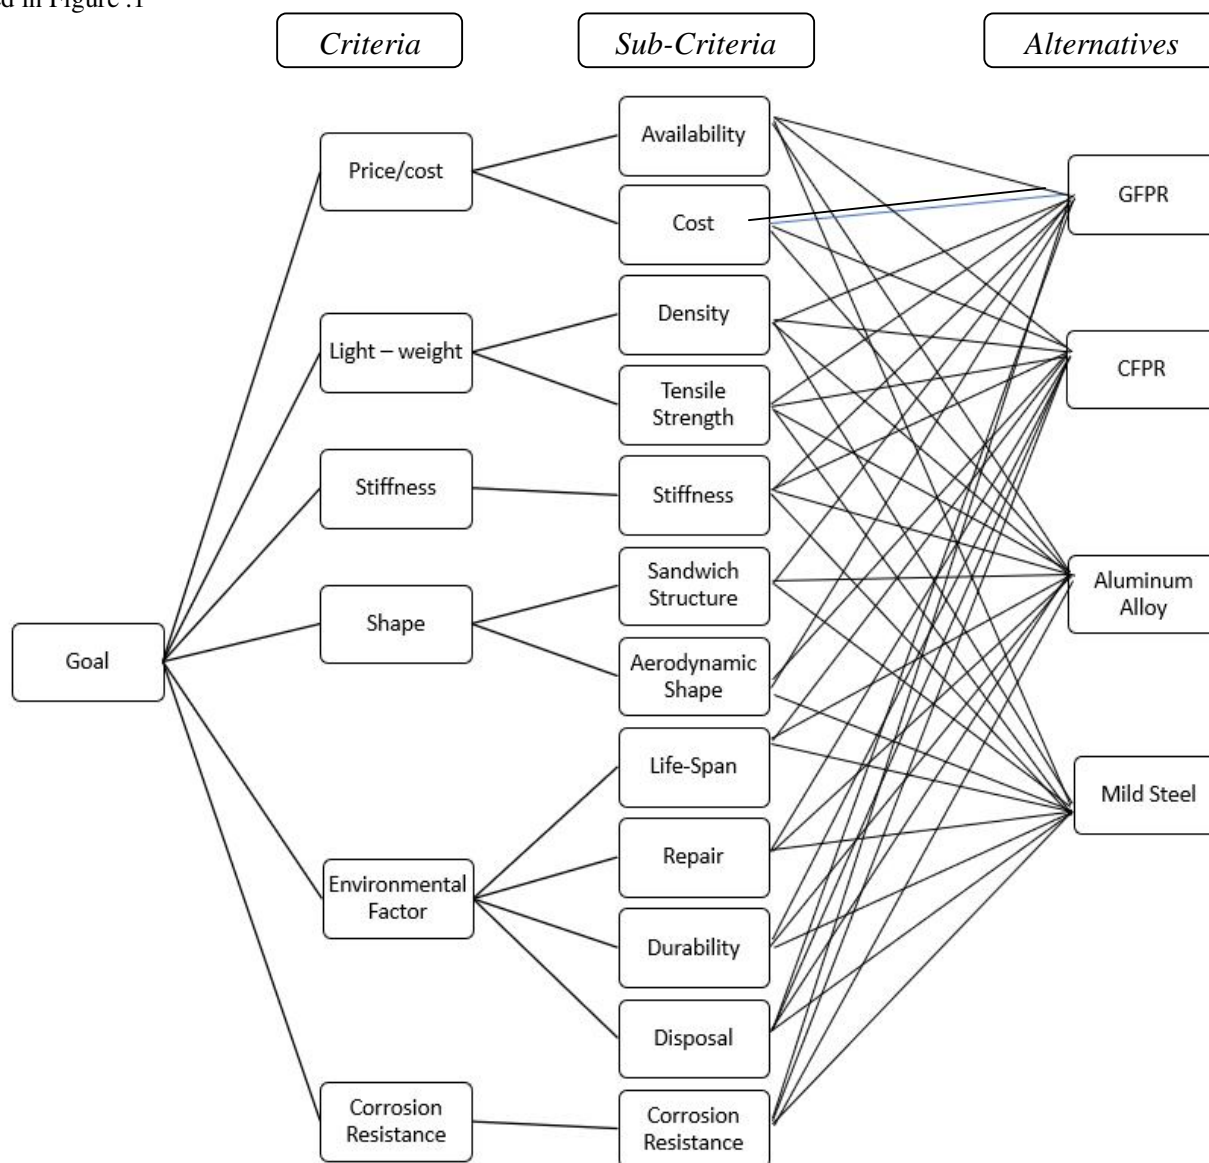 ed in Figure .1
Criteria
Sub-Criteria
Alternatives
Availability
Price/cost
GFPR
Cost
Density
Light – weight
CFPR
Tensile
Strength
Stiffness
Stiffness
Sandwich
Structure
Aluminum
Alloy
Shape
Goal
Aerodynamic
Shape
Life-Span
Mild Steel
Repair
Environmental
Factor
Durability
Disposal
Corrosion
Resistance
Corrosion
Resistance